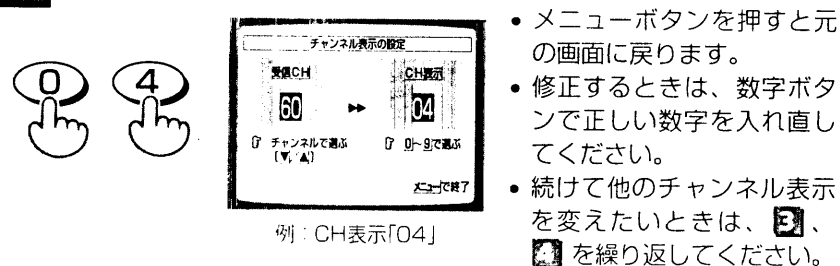 0 4
チャンネル表示の設定
受信CH CH表示
60 ▶▶ 04
☞ チャンネルで選ぶ ☞ 0~9で選ぶ
(▼, ▲)
メニューで終了
例:CH表示「04」
• メニューボタンを押すと元
の画面に戻ります。
• 修正するときは、数字ボタ
ンで正しい数字を入れ直し
てください。
• 続けて他のチャンネル表示
を変えたいときは、3、
4 を繰り返してください。